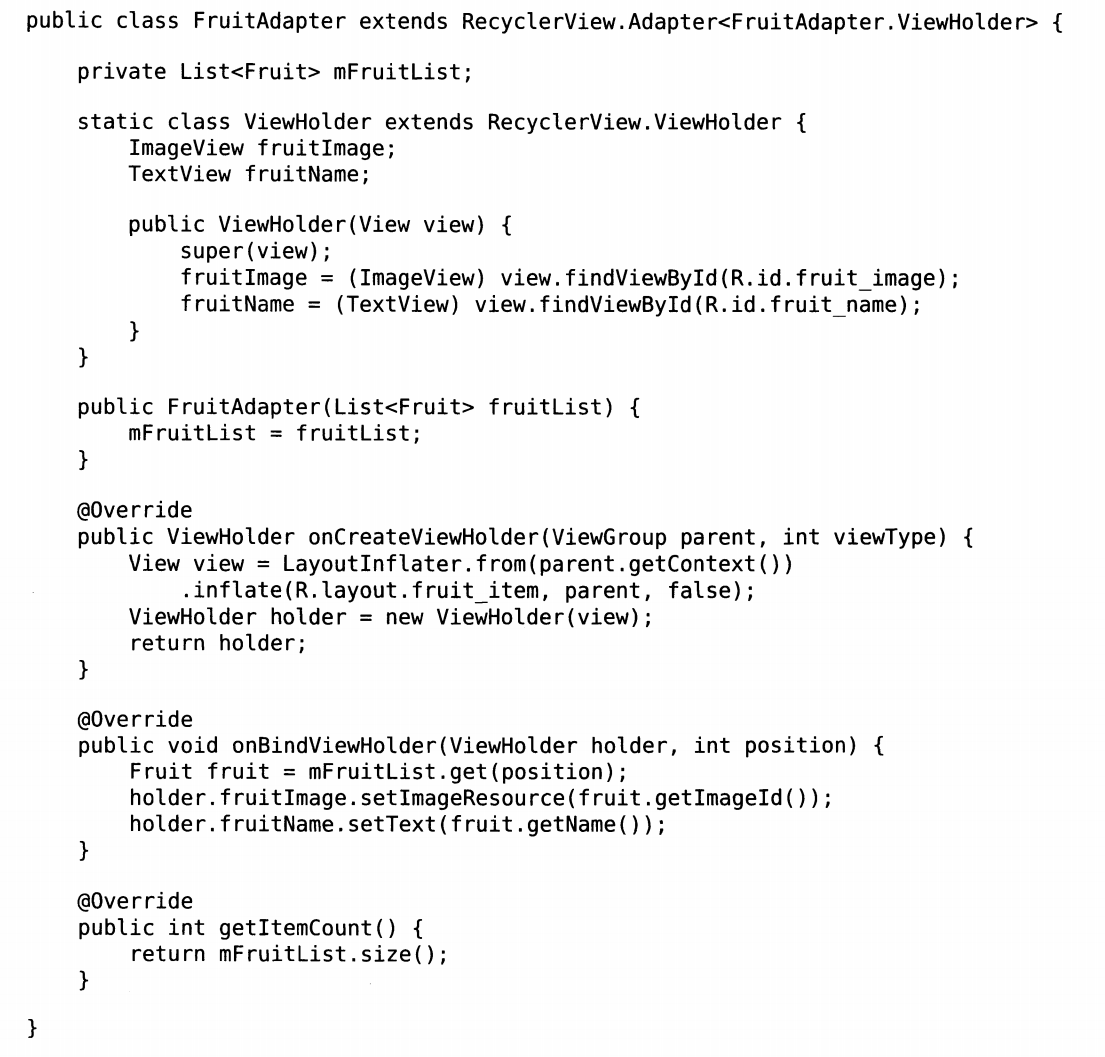 public class FruitAdapter extends RecyclerView.Adapter<FruitAdapter.ViewHolder> {
private List<Fruit> mFruitList;
static class ViewHolder extends RecyclerView.ViewHolder {
ImageView fruitImage;
TextView fruitName;
public ViewHolder(View view) {
super(view);
fruitImage = (ImageView) view.findViewById(R.id.fruit_image);
fruitName = (TextView) view.findViewById(R.id.fruit_name);
}
}
public FruitAdapter(List<Fruit> fruitList) {
mFruitList = fruitList;
}
@Override
public ViewHolder onCreateViewHolder(ViewGroup parent, int viewType) {
View view = LayoutInflater.from(parent.getContext())
.inflate(R.layout.fruit_item, parent, false);
ViewHolder holder = new ViewHolder(view);
return holder;
}
@Override
public void onBindViewHolder(ViewHolder holder, int position) {
Fruit fruit = mFruitList.get(position);
holder.fruitImage.setImageResource(fruit.getImageId());
holder.fruitName.setText(fruit.getName());
}
@Override
public int getItemCount() {
return mFruitList.size();
}
}